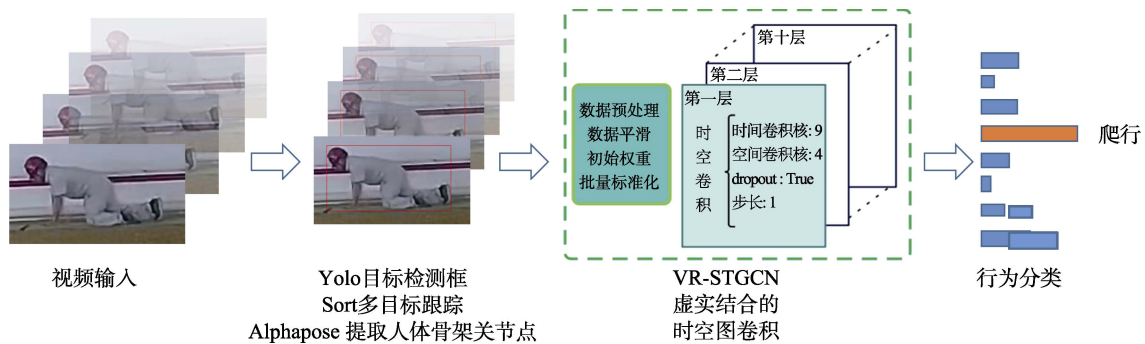 第十层
第二层
第一层
数据预处理
数据平滑
初始权重
批量标准化
时空卷积
时间卷积核:9
空间卷积核:4
dropout:True
步长:1
爬行
视频输入
Yolo目标检测框
Sort多目标跟踪
Alphapose 提取人体骨架关节点
VR-STGCN
虚实结合的
时空图卷积
行为分类